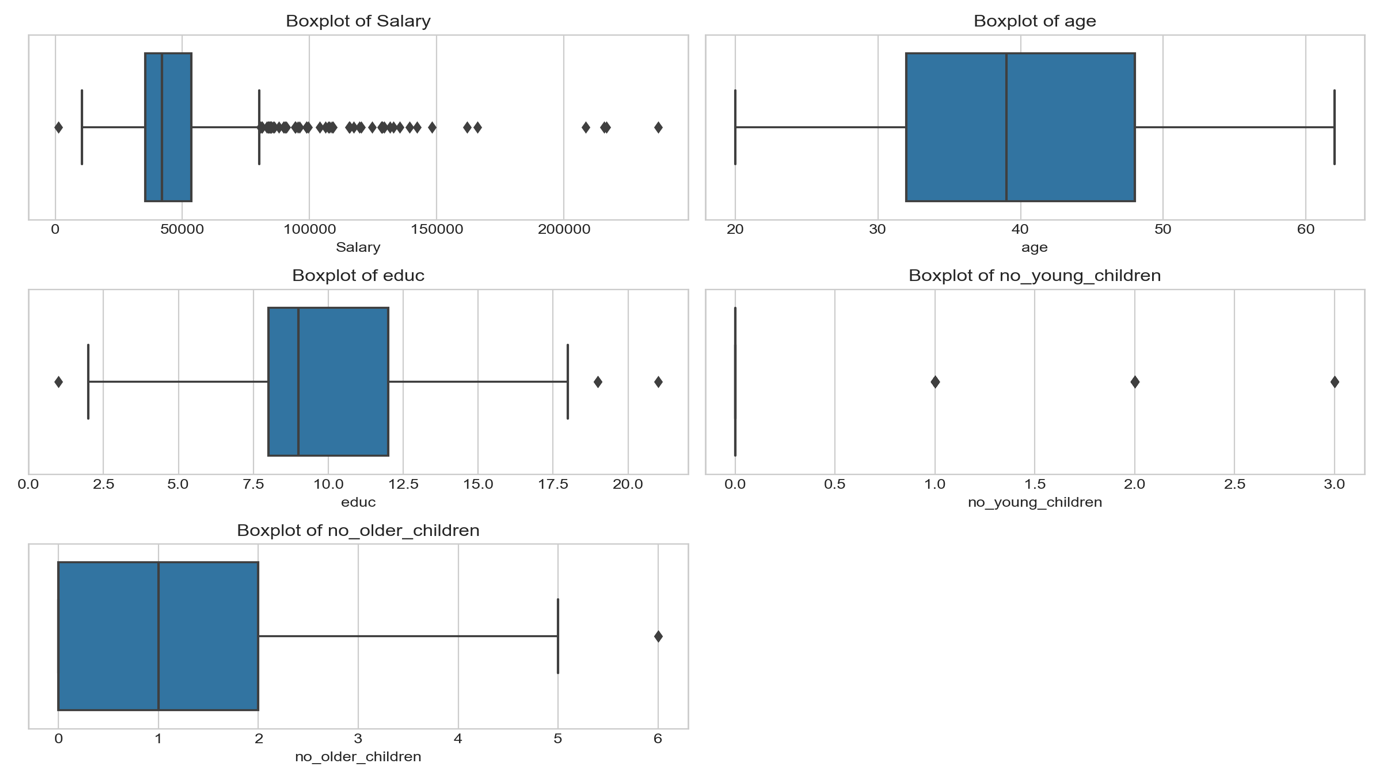 Boxplot of Salary
0 50000 100000 150000 200000
Salary
Boxplot of age
20 30 40 50 60
age
Boxplot of educ
0.0 2.5 5.0 7.5 10.0 12.5 15.0 17.5 20.0
educ
Boxplot of no_young_children
0.0 0.5 1.0 1.5 2.0 2.5 3.0
no_young_children
Boxplot of no_older_children
0 1 2 3 4 5 6
no_older_children